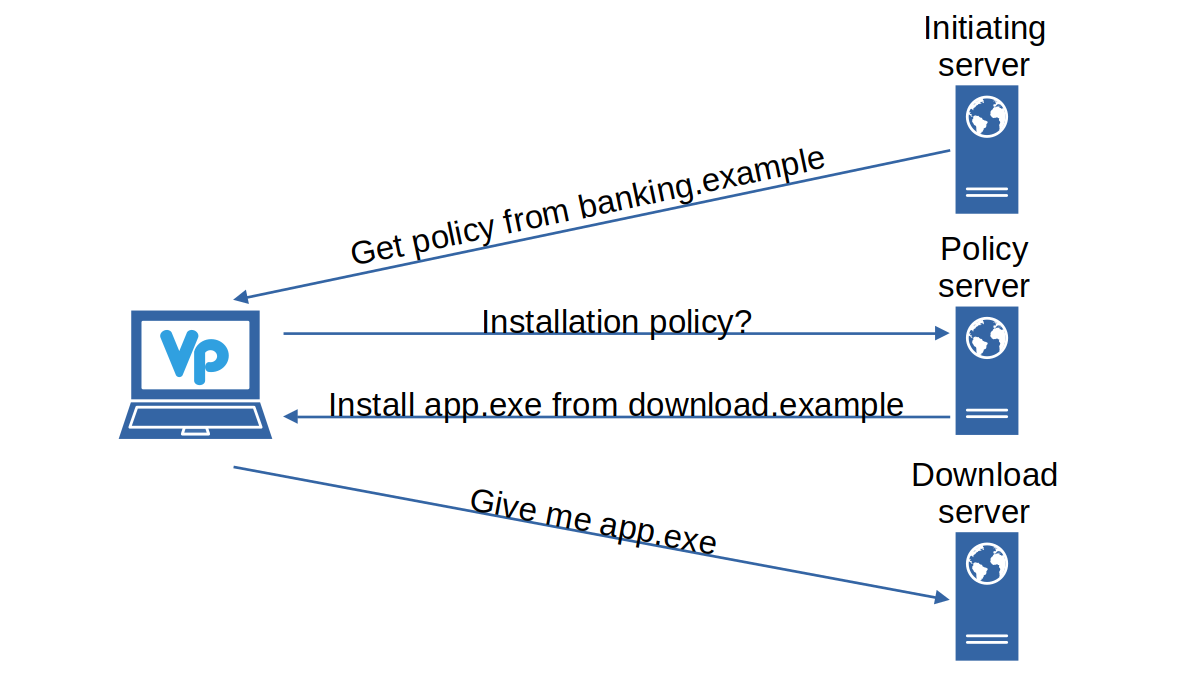 Initiating
server
Get policy from banking.example
Policy
server
Installation policy?
Vp
Install app.exe from download.example
Download
server
Give me app.exe